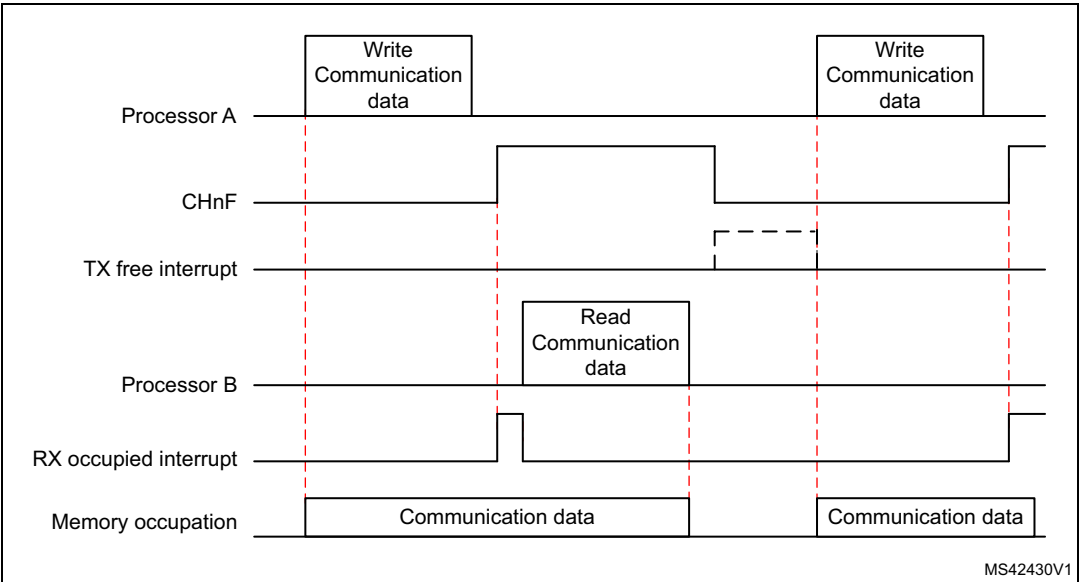 Write
Communication
data
Write
Communication
data
Processor A
CHnF
TX free interrupt
Read
Communication
data
Processor B
RX occupied interrupt
Memory occupation
Communication data
Communication data
MS42430V1